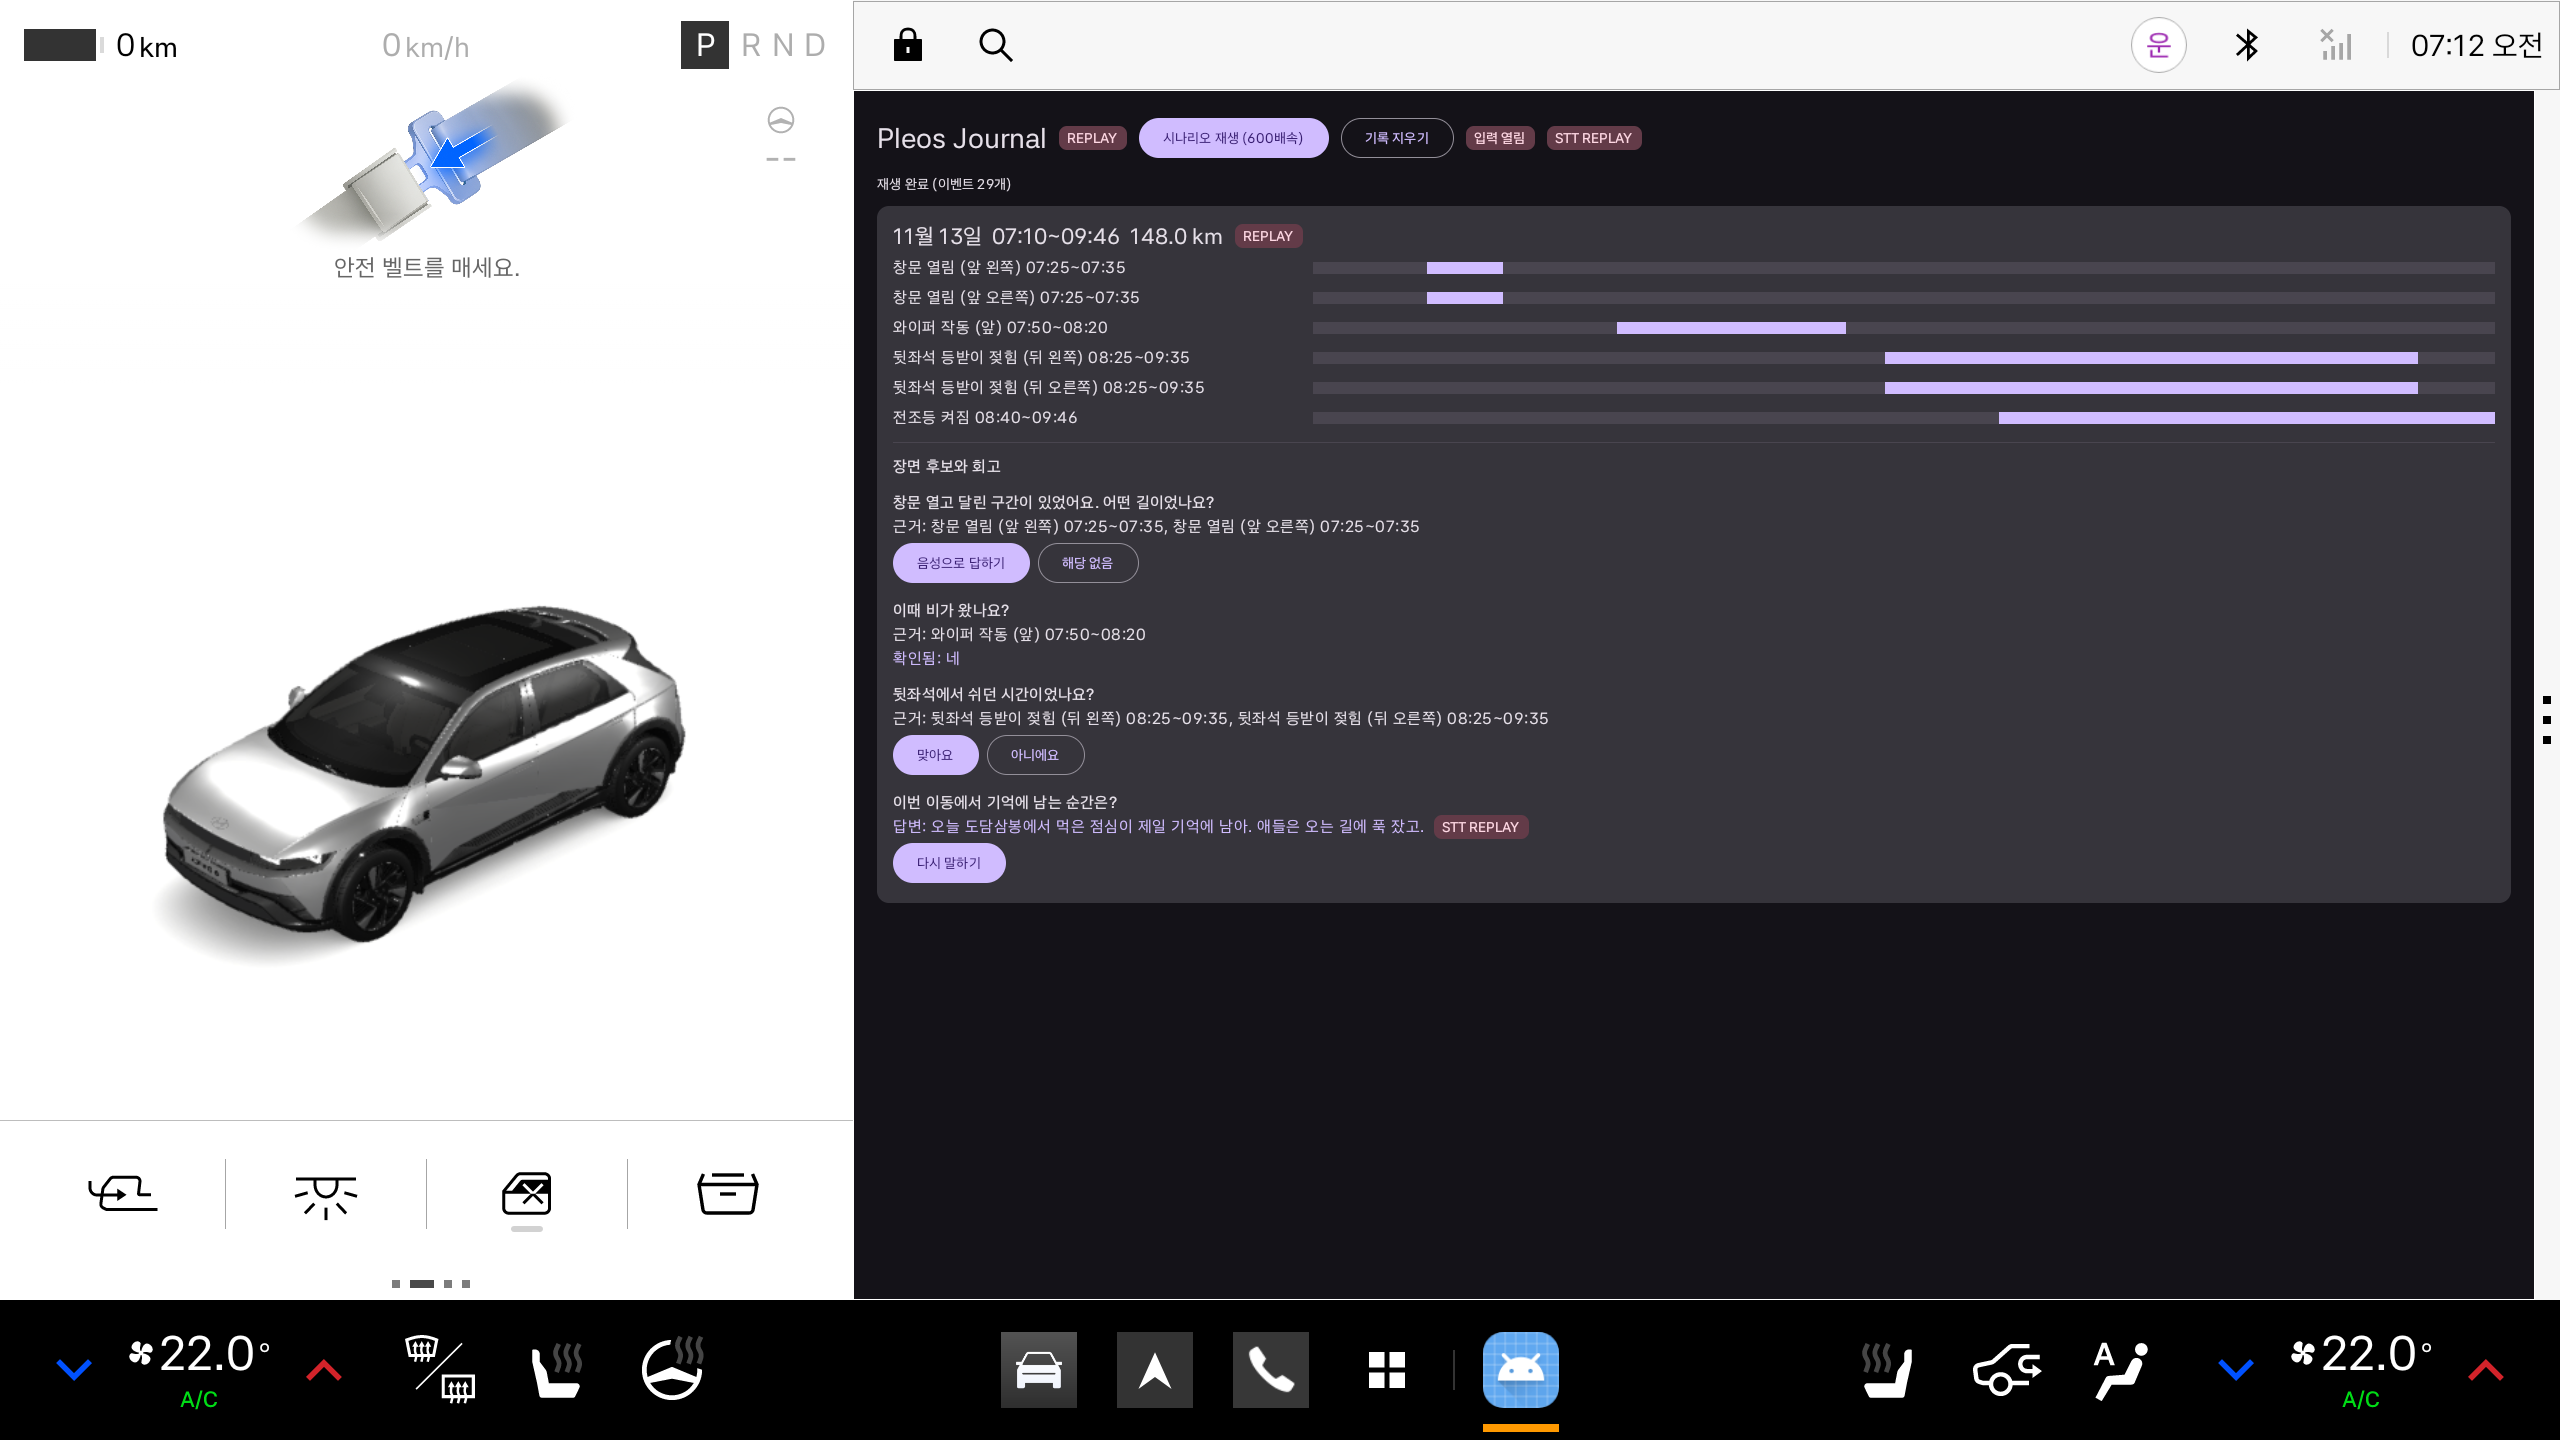 0 km
0 km/h
P R N D
안전 벨트를 매세요.
운
07:12 오전
Pleos Journal REPLAY 시나리오 재생 (600배속) 기록 지우기 입력 열림 STT REPLAY
재생 완료 (이벤트 29개)
11월 13일 07:10~09:46 148.0 km REPLAY
창문 열림 (앞 왼쪽) 07:25~07:35
창문 열림 (앞 오른쪽) 07:25~07:35
와이퍼 작동 (앞) 07:50~08:20
뒷좌석 등받이 젖힘 (뒤 왼쪽) 08:25~09:35
뒷좌석 등받이 젖힘 (뒤 오른쪽) 08:25~09:35
전조등 켜짐 08:40~09:46
장면 후보와 회고
창문 열고 달린 구간이 있었어요. 어떤 길이었나요?
근거: 창문 열림 (앞 왼쪽) 07:25~07:35, 창문 열림 (앞 오른쪽) 07:25~07:35
음성으로 답하기 해당 없음
이때 비가 왔나요?
근거: 와이퍼 작동 (앞) 07:50~08:20
확인됨: 네
뒷좌석에서 쉬던 시간이었나요?
근거: 뒷좌석 등받이 젖힘 (뒤 왼쪽) 08:25~09:35, 뒷좌석 등받이 젖힘 (뒤 오른쪽) 08:25~09:35
맞아요 아니에요
이번 이동에서 기억에 남는 순간은?
답변: 오늘 도담삼봉에서 먹은 점심이 제일 기억에 남아. 애들은 오는 길에 푹 잤고. STT REPLAY
다시 말하기
22.0°
A/C
A
22.0°
A/C